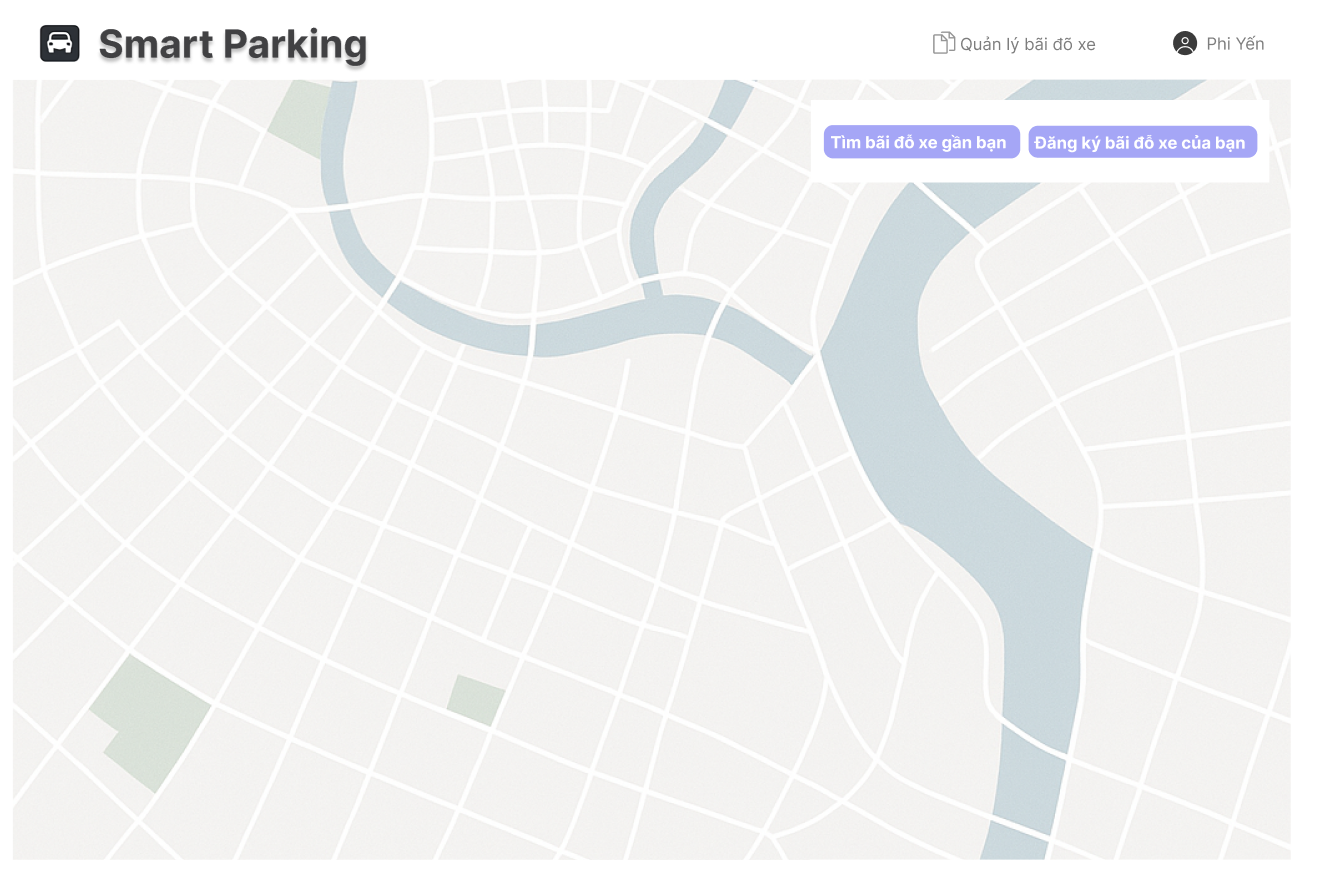 Smart Parking
Quản lý bãi đõ xe
Phi Yến
Tìm bãi đỗ xe gần bạn
Đăng ký bãi đỗ xe của bạn